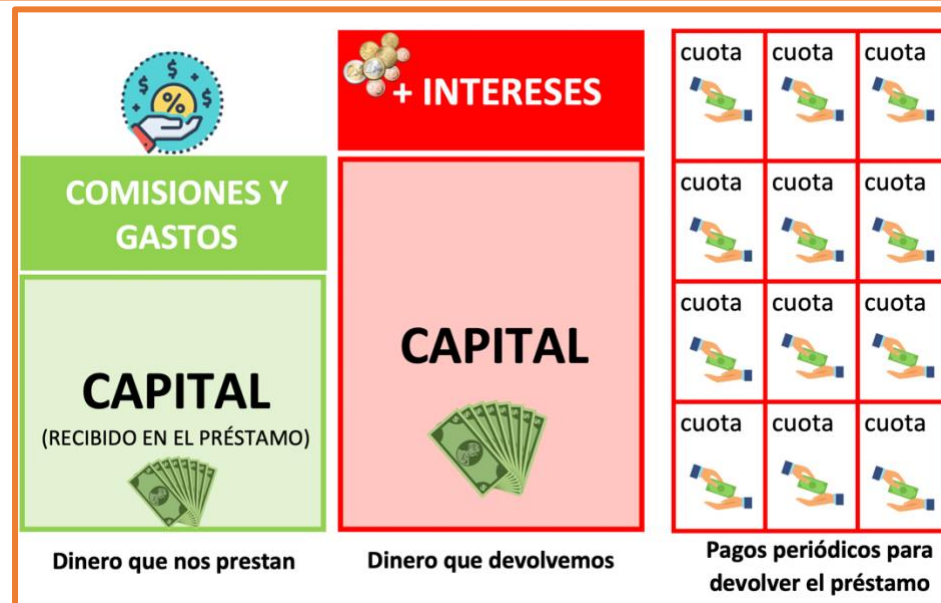 COMISIONES Y
GASTOS
CAPITAL
(RECIBIDO EN EL PRÉSTAMO)
Dinero que nos prestan
+ INTERESES
CAPITAL
Dinero que devolvemos
cuota cuota cuota
cuota cuota cuota
cuota cuota cuota
cuota cuota cuota
Pagos periódicos para
devolver el préstamo